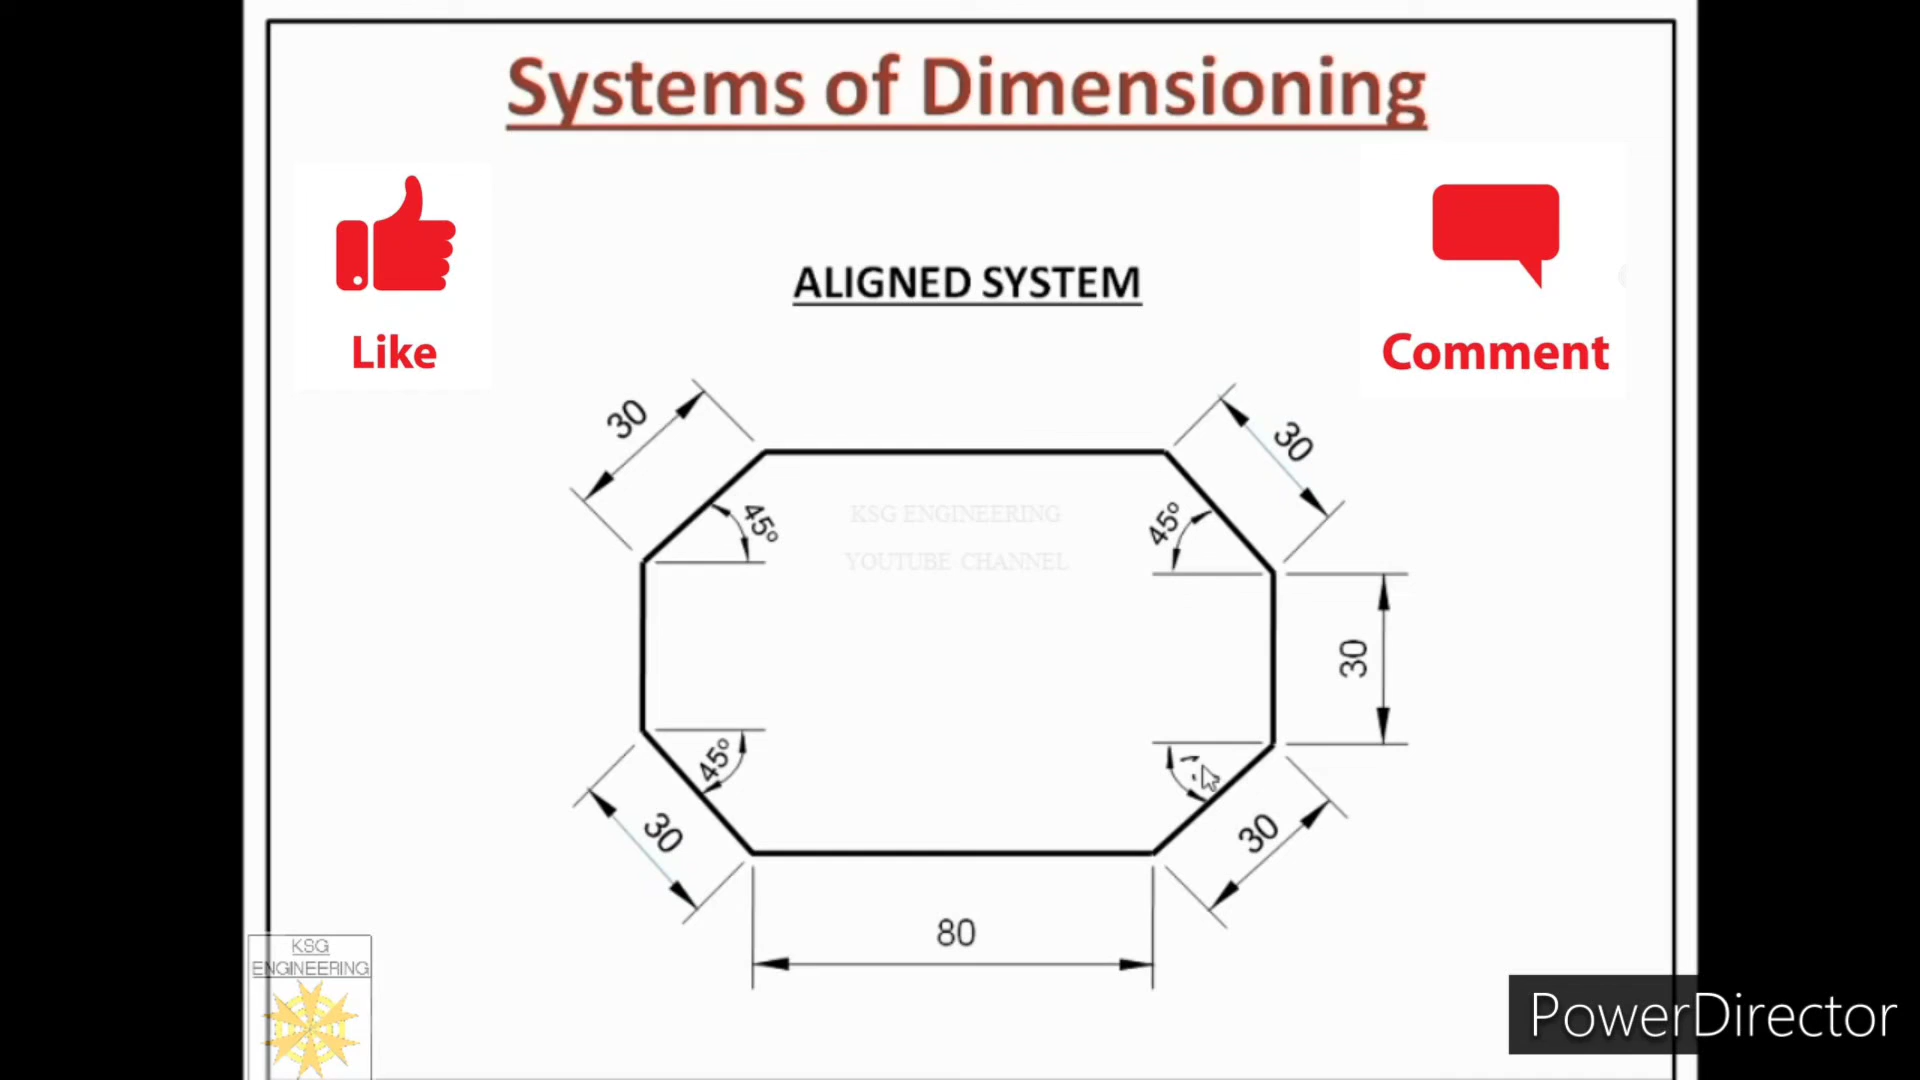 Systems of Dimensioning
Like
Comment
ALIGNED SYSTEM
30
30
45°
45°
KSG ENGINEERING
YOUTUBE CHANNEL
30
45°
30
30
80
KSG
ENGINEERING
PowerDirector